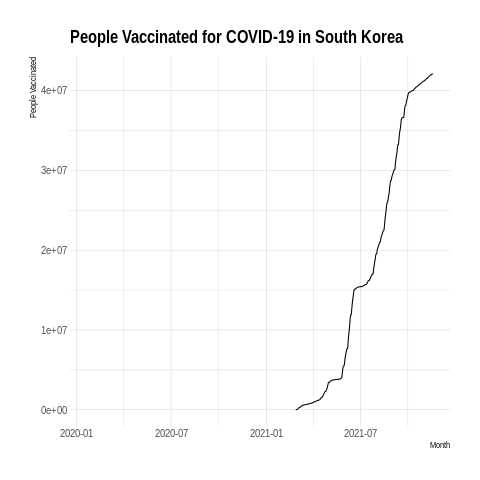 People Vaccinated for COVID-19 in South Korea
People Vaccinated
4e+07
3e+07
2e+07
1e+07
0e+00
2020-01 2020-07 2021-01 2021-07
Month